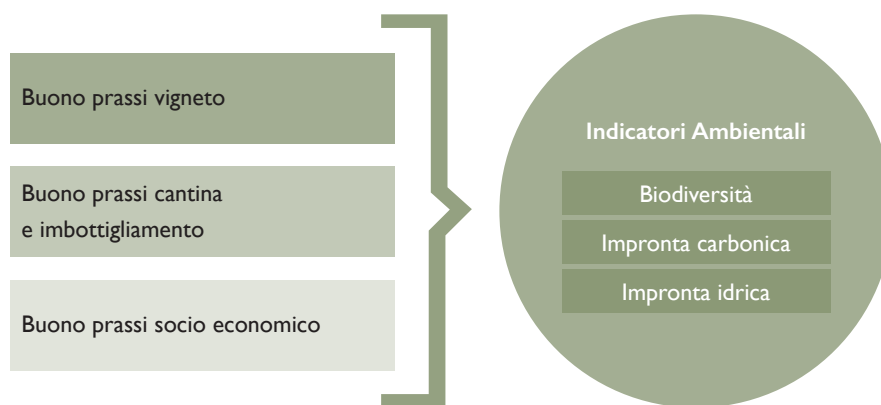 Buono prassi vigneto
Buono prassi cantina
e imbottigliamento
Buono prassi socio economico
Indicatori Ambientali
Biodiversità
Impronta carbonica
Impronta idrica